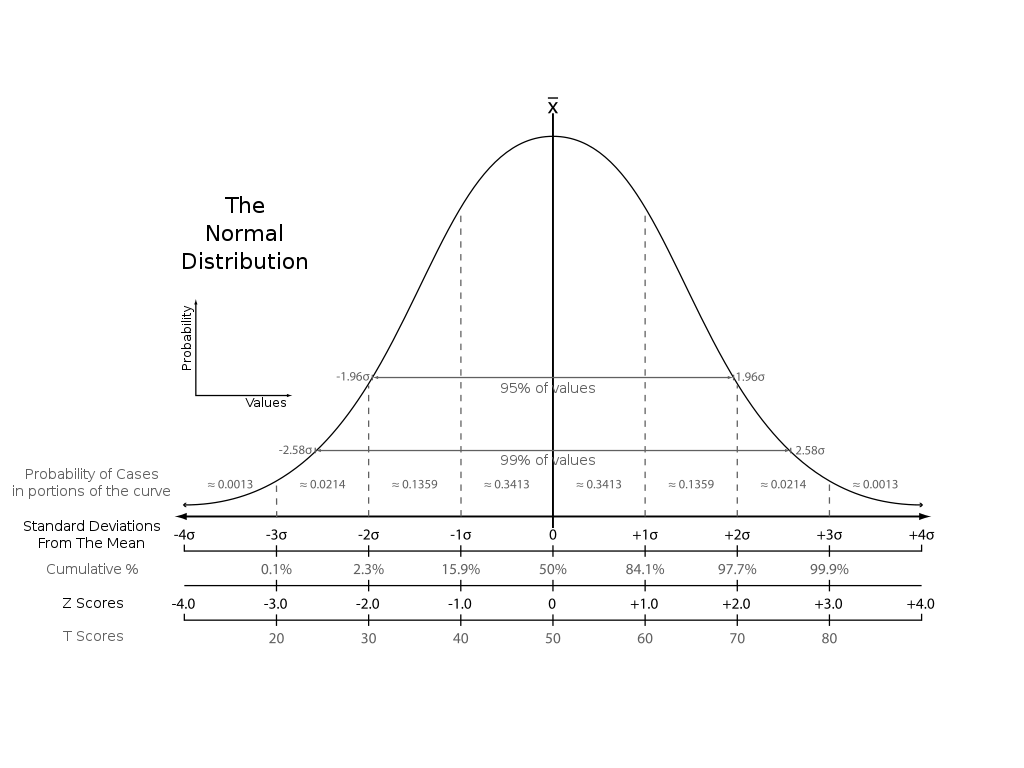 x̄
The
Normal
Distribution
Probability
Values
-1.96σ 1.96σ
95% of values
-2.58σ 2.58σ
99% of values
Probability of Cases
in portions of the curve
≈ 0.0013 ≈ 0.0214 ≈ 0.1359 ≈ 0.3413 ≈ 0.3413 ≈ 0.1359 ≈ 0.0214 ≈ 0.0013
Standard Deviations
From The Mean
-4σ -3σ -2σ -1σ 0 +1σ +2σ +3σ +4σ
Cumulative % 0.1% 2.3% 15.9% 50% 84.1% 97.7% 99.9%
Z Scores -4.0 -3.0 -2.0 -1.0 0 +1.0 +2.0 +3.0 +4.0
T Scores 20 30 40 50 60 70 80